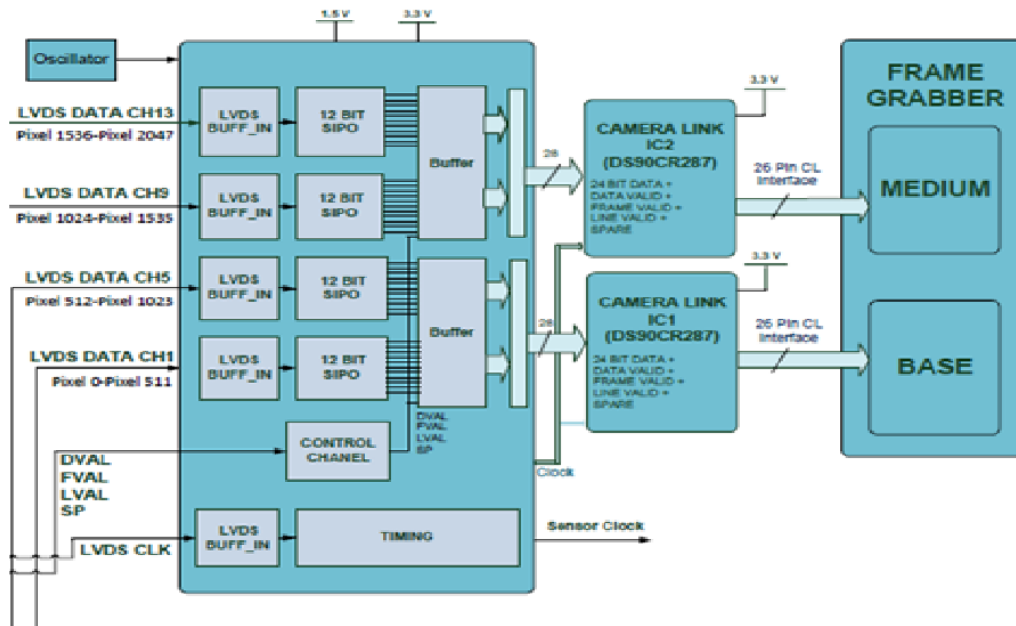 1.5 V
3.3 V
Oscillator
LVDS DATA CH13
Pixel 1536-Pixel 2047
LVDS
BUFF_IN
12 BIT
SIPO
LVDS DATA CH9
Pixel 1024-Pixel 1535
LVDS
BUFF_IN
12 BIT
SIPO
Buffer
LVDS DATA CH5
Pixel 512-Pixel 1023
LVDS
BUFF_IN
12 BIT
SIPO
LVDS DATA CH1
Pixel 0-Pixel 511
LVDS
BUFF_IN
12 BIT
SIPO
Buffer
DVAL
FVAL
LVAL
SP
CONTROL
CHANEL
DVAL
FVAL
LVAL
SP
LVDS CLK
LVDS
BUFF_IN
TIMING
Sensor Clock
Clock
28
28
3.3 V
CAMERA LINK
IC2
(DS90CR287)
24 BIT DATA +
DATA VALID +
FRAME VALID +
LINE VALID +
SPARE
26 Pin CL
Interface
3.3 V
CAMERA LINK
IC1
(DS90CR287)
24 BIT DATA +
DATA VALID +
FRAME VALID +
LINE VALID +
SPARE
26 Pin CL
Interface
FRAME
GRABBER
MEDIUM
BASE